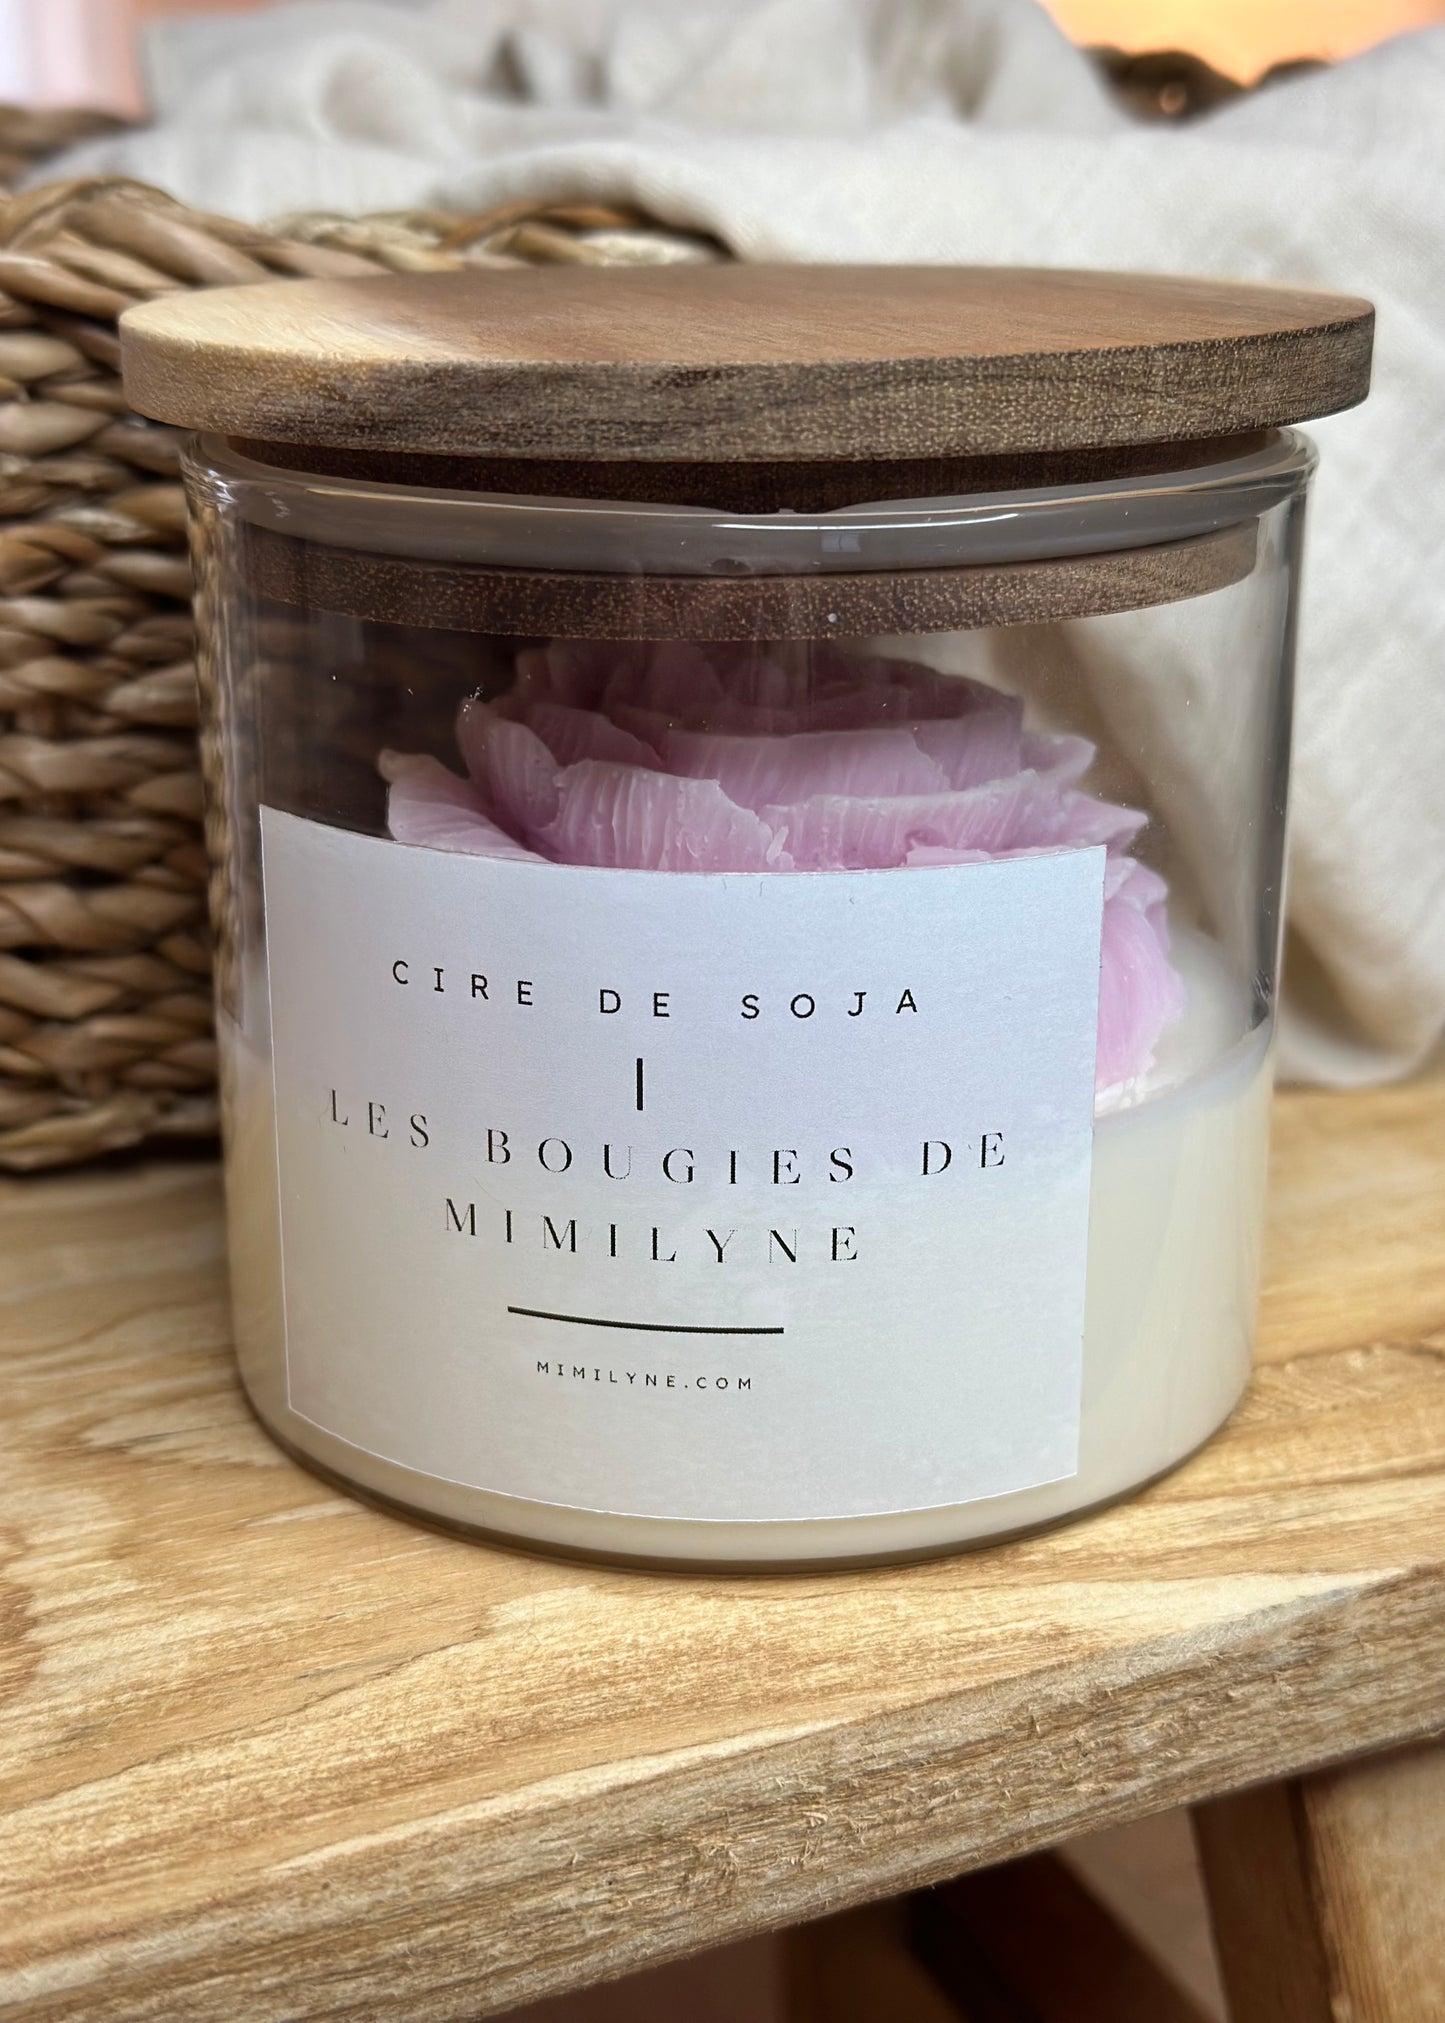 CIRE DE SOJA
LES BOUGIES DE
MIMILYNE
MIMILYNE.COM